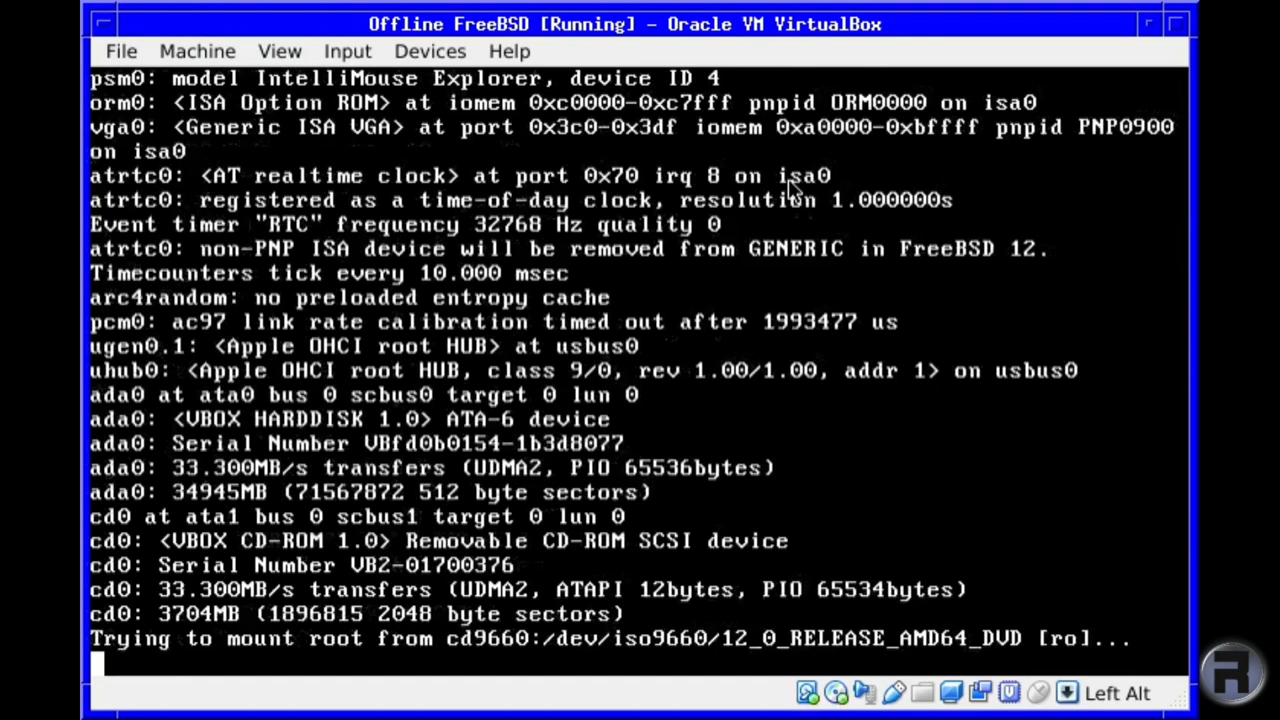 Offline FreeBSD [Running] - Oracle VM VirtualBox
File Machine View Input Devices Help
psm0: model IntelliMouse Explorer, device ID 4
orm0: <ISA Option ROM> at iomem 0xc0000-0xc7fff pnpid ORM0000 on isa0
vga0: <Generic ISA VGA> at port 0x3c0-0x3df iomem 0xa0000-0xbffff pnpid PNP0900
on isa0
atrtc0: <AT realtime clock> at port 0x70 irq 8 on isa0
atrtc0: registered as a time-of-day clock, resolution 1.000000s
Event timer "RTC" frequency 32768 Hz quality 0
atrtc0: non-PNP ISA device will be removed from GENERIC in FreeBSD 12.
Timecounters tick every 10.000 msec
arc4random: no preloaded entropy cache
pcm0: ac97 link rate calibration timed out after 1993477 us
ugen0.1: <Apple OHCI root HUB> at usbus0
uhub0: <Apple OHCI root HUB, class 9/0, rev 1.00/1.00, addr 1> on usbus0
ada0 at ata0 bus 0 scbus0 target 0 lun 0
ada0: <VBOX HARDDISK 1.0> ATA-6 device
ada0: Serial Number VBfd0b0154-1b3d8077
ada0: 33.300MB/s transfers (UDMA2, PIO 65536bytes)
ada0: 34945MB (71567872 512 byte sectors)
cd0 at ata1 bus 0 scbus1 target 0 lun 0
cd0: <VBOX CD-ROM 1.0> Removable CD-ROM SCSI device
cd0: Serial Number VB2-01700376
cd0: 33.300MB/s transfers (UDMA2, ATAPI 12bytes, PIO 65534bytes)
cd0: 3704MB (1896815 2048 byte sectors)
Trying to mount root from cd9660:/dev/iso9660/12_0_RELEASE_AMD64_DVD [ro]...
Left Alt
R